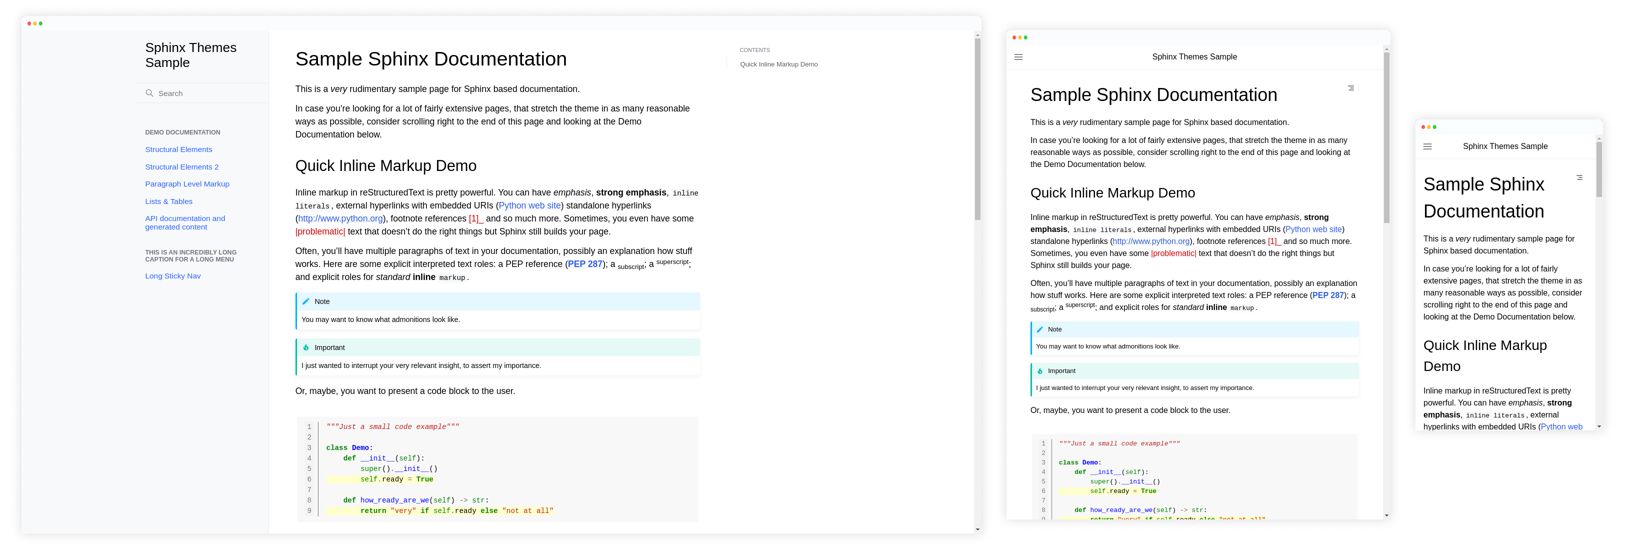 Sphinx Themes
Sample
Search
DEMO DOCUMENTATION
Structural Elements
Structural Elements 2
Paragraph Level Markup
Lists & Tables
API documentation and
generated content
THIS IS AN INCREDIBLY LONG
CAPTION FOR A LONG MENU
Long Sticky Nav
Sample Sphinx Documentation
This is a very rudimentary sample page for Sphinx based documentation.
In case you're looking for a lot of fairly extensive pages, that stretch the theme in as many reasonable
ways as possible, consider scrolling right to the end of this page and looking at the Demo
Documentation below.
Quick Inline Markup Demo
Inline markup in reStructuredText is pretty powerful. You can have emphasis, strong emphasis, inline
literals, external hyperlinks with embedded URIs (Python web site) standalone hyperlinks
(http://www.python.org), footnote references [1]_ and so much more. Sometimes, you even have some
|problematic| text that doesn't do the right things but Sphinx still builds your page.
Often, you'll have multiple paragraphs of text in your documentation, possibly an explanation how stuff
works. Here are some explicit interpreted text roles: a PEP reference (PEP 287); a subscript; a superscript;
and explicit roles for standard inline markup.
Note
You may want to know what admonitions look like.
Important
I just wanted to interrupt your very relevant insight, to assert my importance.
Or, maybe, you want to present a code block to the user.
1 """Just a small code example"""
2
3 class Demo:
4     def __init__(self):
5         super().__init__()
6         self.ready = True
7
8     def how_ready_are_we(self) -> str:
9         return "very" if self.ready else "not at all"
CONTENTS
Quick Inline Markup Demo
Sphinx Themes Sample
Sample Sphinx Documentation
This is a very rudimentary sample page for Sphinx based documentation.
In case you're looking for a lot of fairly extensive pages, that stretch the theme in as many
reasonable ways as possible, consider scrolling right to the end of this page and looking at
the Demo Documentation below.
Quick Inline Markup Demo
Inline markup in reStructuredText is pretty powerful. You can have emphasis, strong
emphasis, inline literals, external hyperlinks with embedded URIs (Python web site)
standalone hyperlinks (http://www.python.org), footnote references [1]_ and so much more.
Sometimes, you even have some |problematic| text that doesn't do the right things but
Sphinx still builds your page.
Often, you'll have multiple paragraphs of text in your documentation, possibly an explanation
how stuff works. Here are some explicit interpreted text roles: a PEP reference (PEP 287); a
subscript; a superscript; and explicit roles for standard inline markup.
Note
You may want to know what admonitions look like.
Important
I just wanted to interrupt your very relevant insight, to assert my importance.
Or, maybe, you want to present a code block to the user.
1 """Just a small code example"""
2
3 class Demo:
4     def __init__(self):
5         super().__init__()
6         self.ready = True
7
8     def how_ready_are_we(self) -> str:
9         return "very" if self.ready else "not at all"
Sphinx Themes Sample
Sample Sphinx
Documentation
This is a very rudimentary sample page for
Sphinx based documentation.
In case you're looking for a lot of fairly
extensive pages, that stretch the theme in as
many reasonable ways as possible, consider
scrolling right to the end of this page and
looking at the Demo Documentation below.
Quick Inline Markup
Demo
Inline markup in reStructuredText is pretty
powerful. You can have emphasis, strong
emphasis, inline literals, external
hyperlinks with embedded URIs (Python web